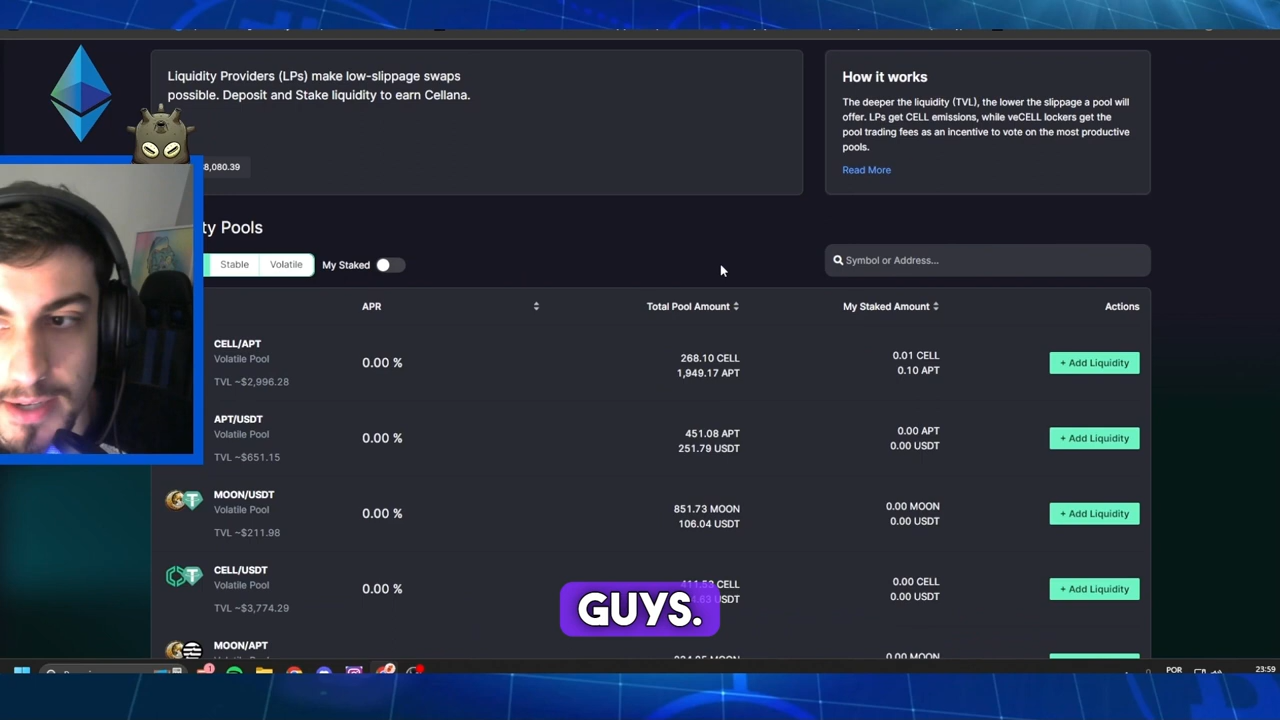 Liquidity Providers (LPs) make low-slippage swaps
possible. Deposit and Stake liquidity to earn Cellana.
8,080.39
How it works
The deeper the liquidity (TVL), the lower the slippage a pool will
offer. LPs get CELL emissions, while veCELL lockers get the
pool trading fees as an incentive to vote on the most productive
pools.
Read More
ty Pools
Stable Volatile My Staked
Symbol or Address...
APR Total Pool Amount My Staked Amount Actions
CELL/APT
Volatile Pool
TVL ~$2,996.28
0.00 %
268.10 CELL
1,949.17 APT
0.01 CELL
0.10 APT
+ Add Liquidity
APT/USDT
Volatile Pool
TVL ~$651.15
0.00 %
451.08 APT
251.79 USDT
0.00 APT
0.00 USDT
+ Add Liquidity
MOON/USDT
Volatile Pool
TVL ~$211.98
0.00 %
851.73 MOON
106.04 USDT
0.00 MOON
0.00 USDT
+ Add Liquidity
CELL/USDT
Volatile Pool
TVL ~$3,774.29
0.00 %
CELL
USDT
0.00 CELL
0.00 USDT
+ Add Liquidity
GUYS.
MOON/APT
0.00 MOON
POR
23:59